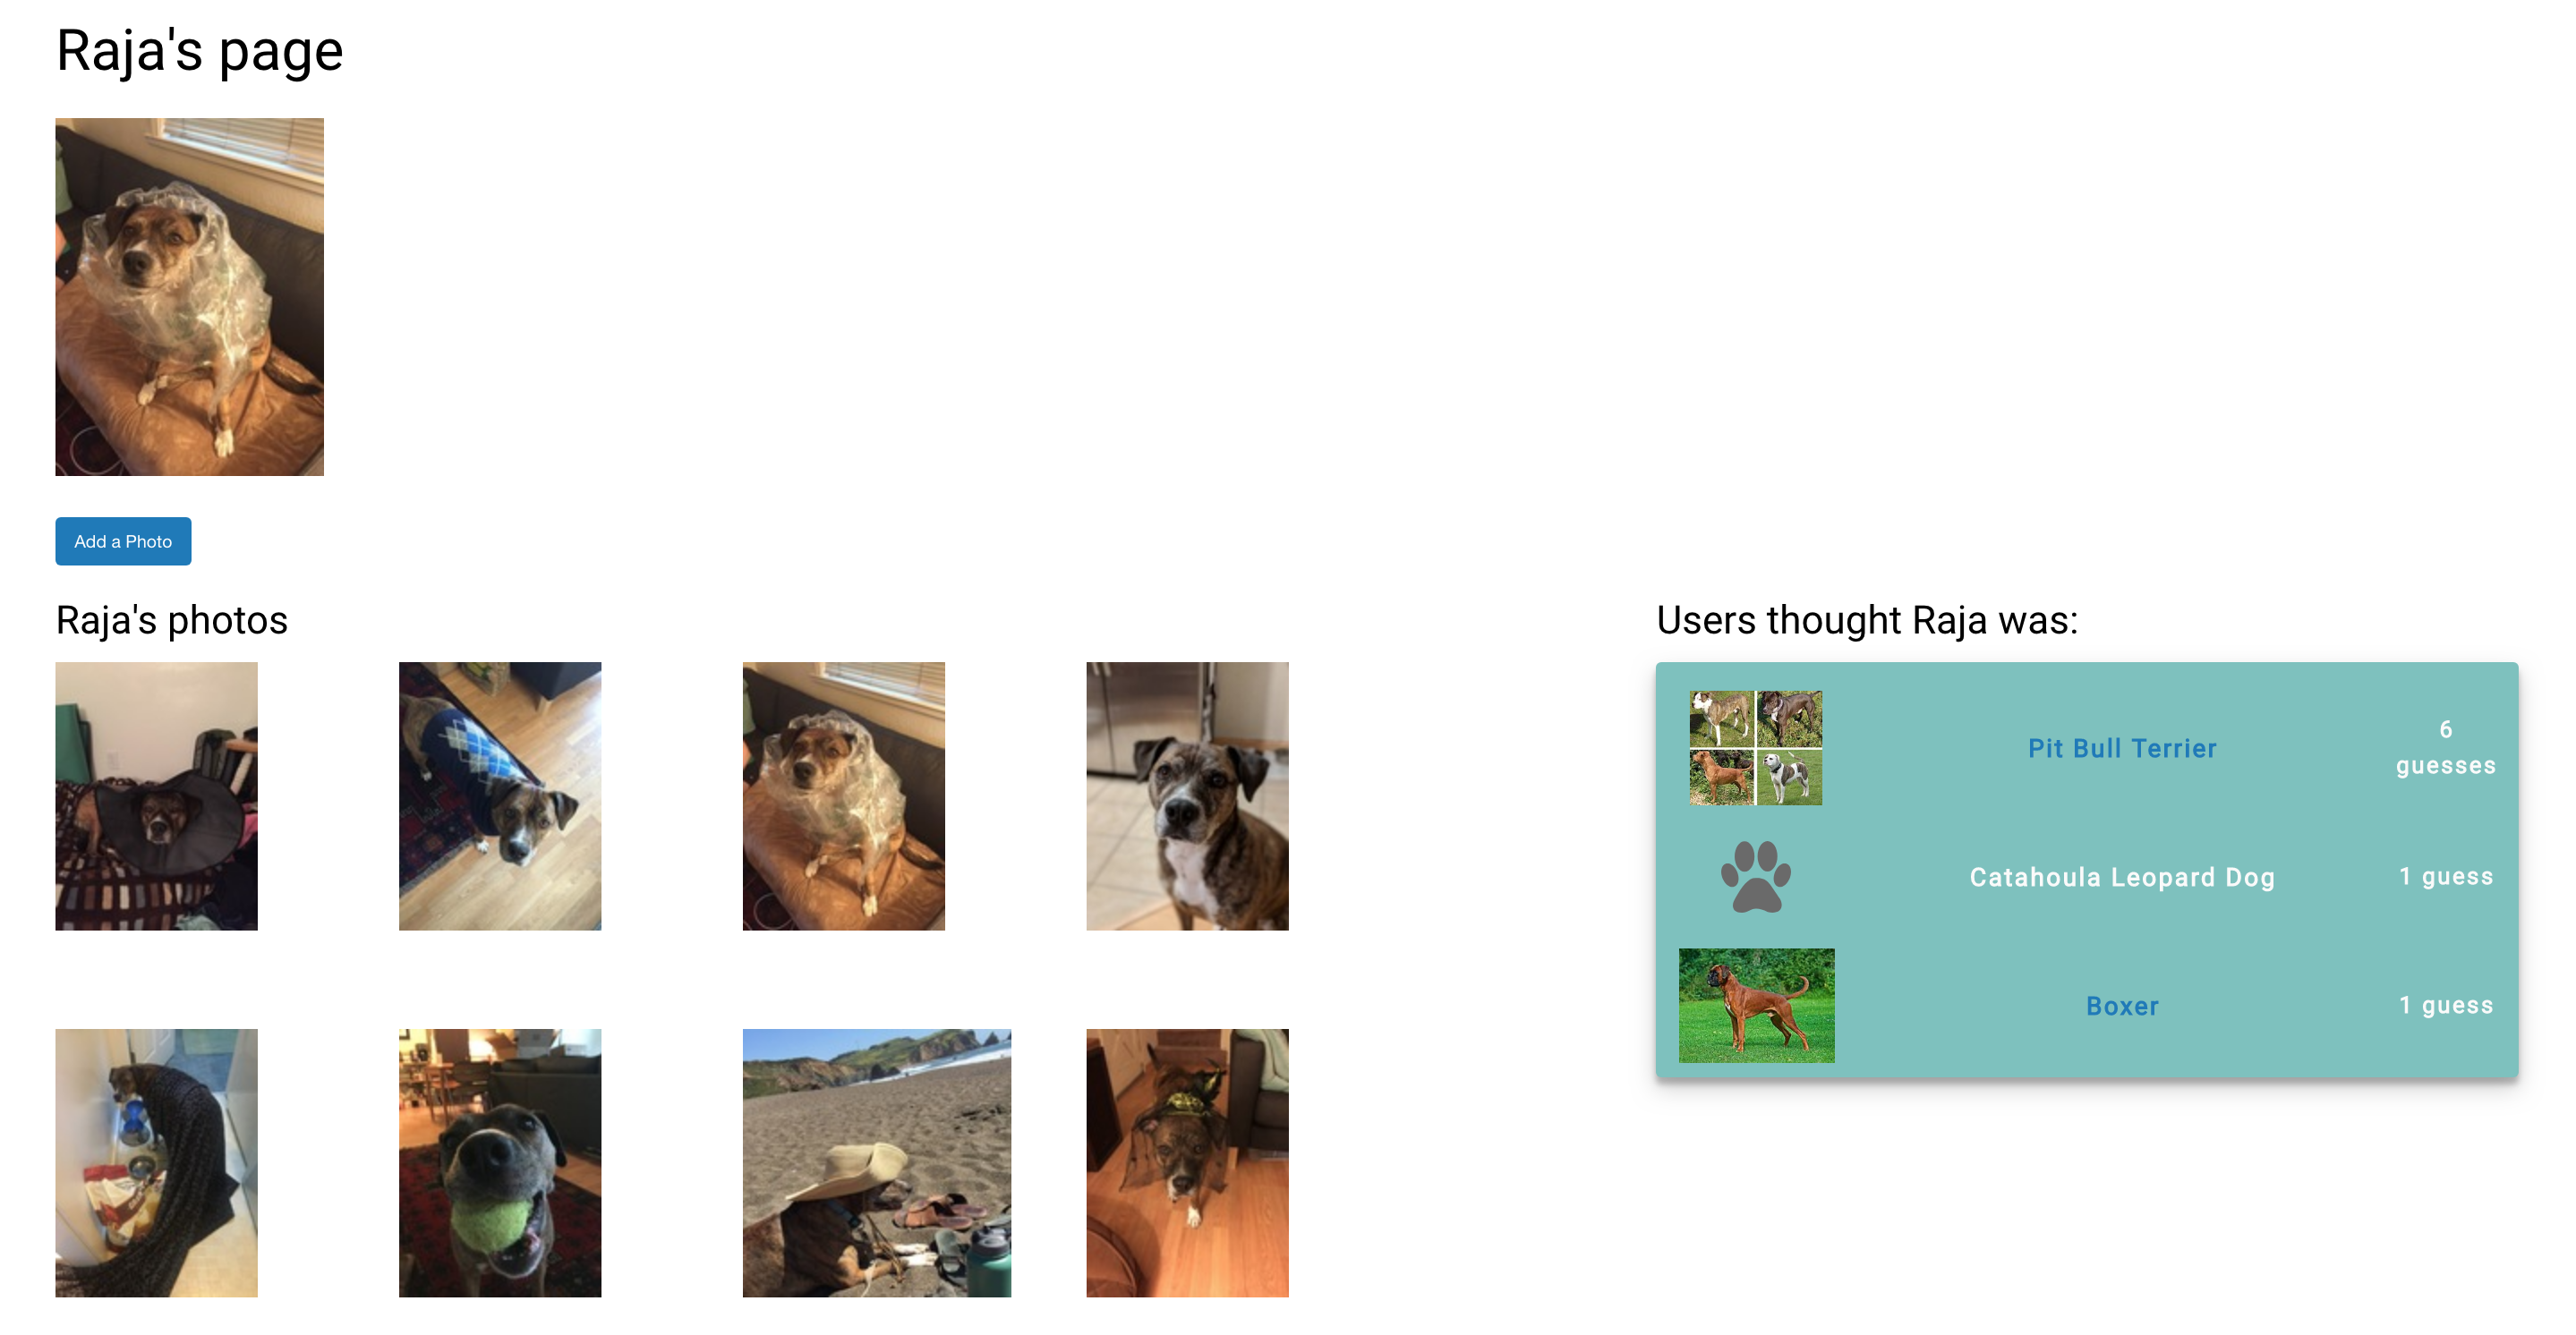 Raja's page
Add a Photo
Raja's photos
Users thought Raja was:
Pit Bull Terrier
6
guesses
Catahoula Leopard Dog
1 guess
Boxer
1 guess